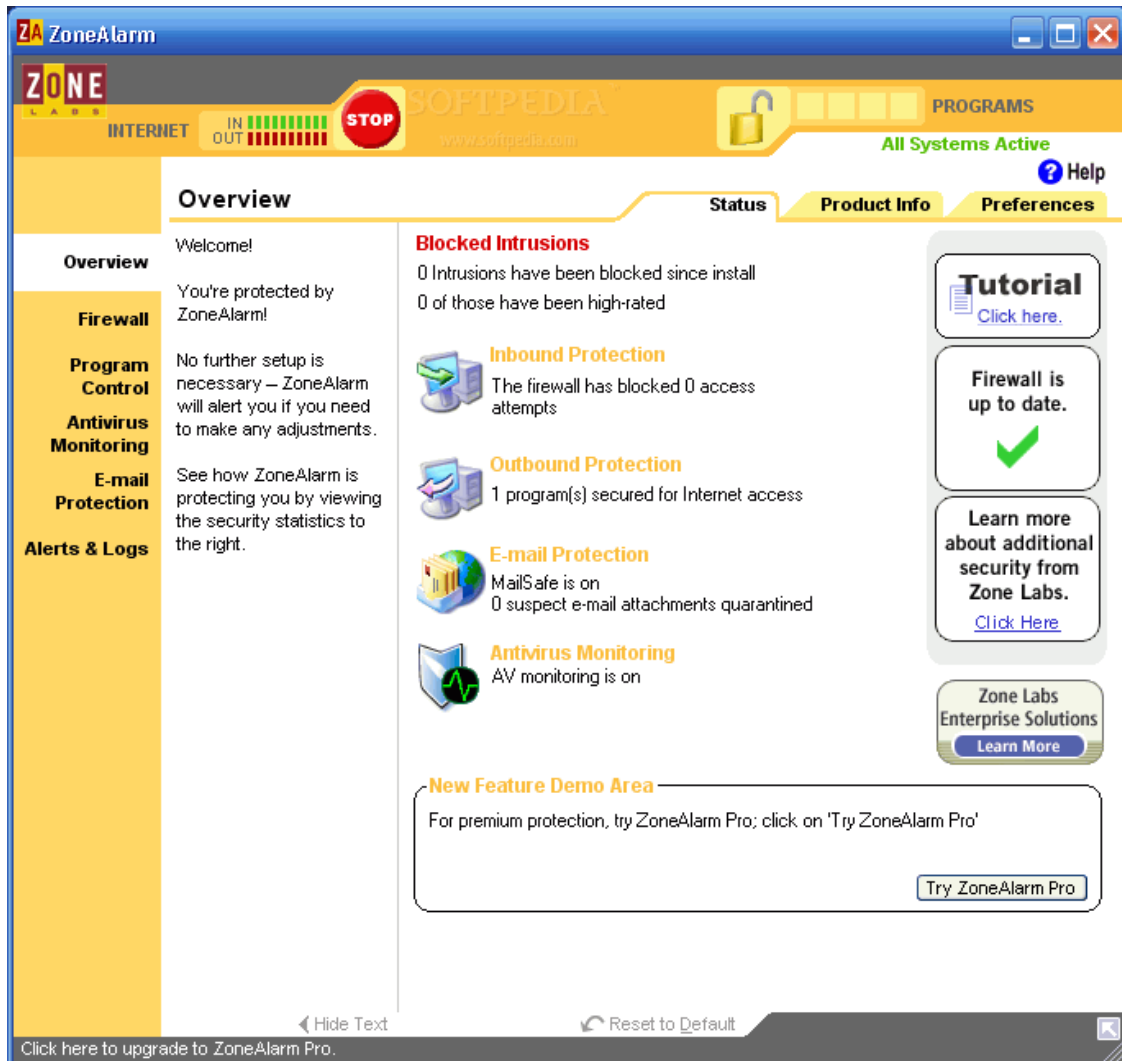 ZA ZoneAlarm
ZONE
LABS
INTERNET
IN
OUT
STOP
SOFTPEDIA
www.softpedia.com
PROGRAMS
All Systems Active
? Help
Overview
Status
Product Info
Preferences
Overview
Firewall
Program
Control
Antivirus
Monitoring
E-mail
Protection
Alerts & Logs
Welcome!
You're protected by
ZoneAlarm!
No further setup is
necessary – ZoneAlarm
will alert you if you need
to make any adjustments.
See how ZoneAlarm is
protecting you by viewing
the security statistics to
the right.
Blocked Intrusions
0 Intrusions have been blocked since install
0 of those have been high-rated
Inbound Protection
The firewall has blocked 0 access
attempts
Outbound Protection
1 program(s) secured for Internet access
E-mail Protection
MailSafe is on
0 suspect e-mail attachments quarantined
Antivirus Monitoring
AV monitoring is on
Tutorial
Click here.
Firewall is
up to date.
Learn more
about additional
security from
Zone Labs.
Click Here
Zone Labs
Enterprise Solutions
Learn More
New Feature Demo Area
For premium protection, try ZoneAlarm Pro; click on 'Try ZoneAlarm Pro'
Try ZoneAlarm Pro
Hide Text
Reset to Default
Click here to upgrade to ZoneAlarm Pro.